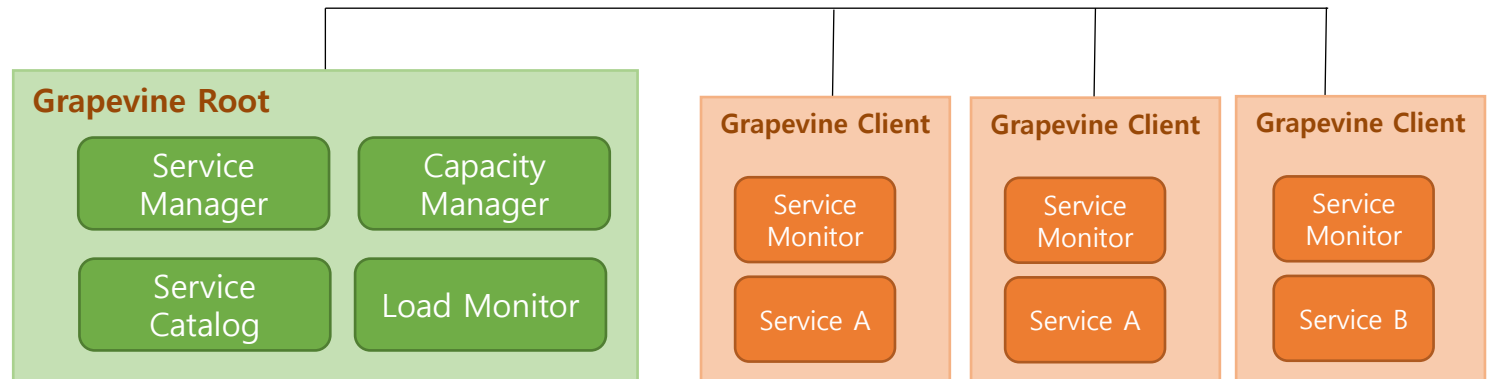 Grapevine Root
Service
Manager
Capacity
Manager
Service
Catalog
Load Monitor
Grapevine Client
Service
Monitor
Service A
Grapevine Client
Service
Monitor
Service A
Grapevine Client
Service
Monitor
Service B